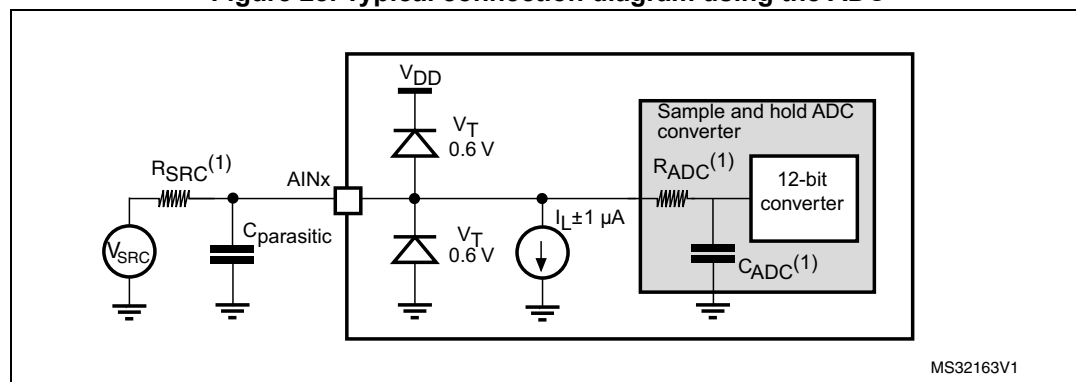 Figure 28. Typical connection diagram using the ADC
VDD
VT
0.6 V
RSRC(1)
AINx
VSRC
Cparasitic
VT
0.6 V
IL±1 µA
Sample and hold ADC
converter
RADC(1)
12-bit
converter
CADC(1)
MS32163V1